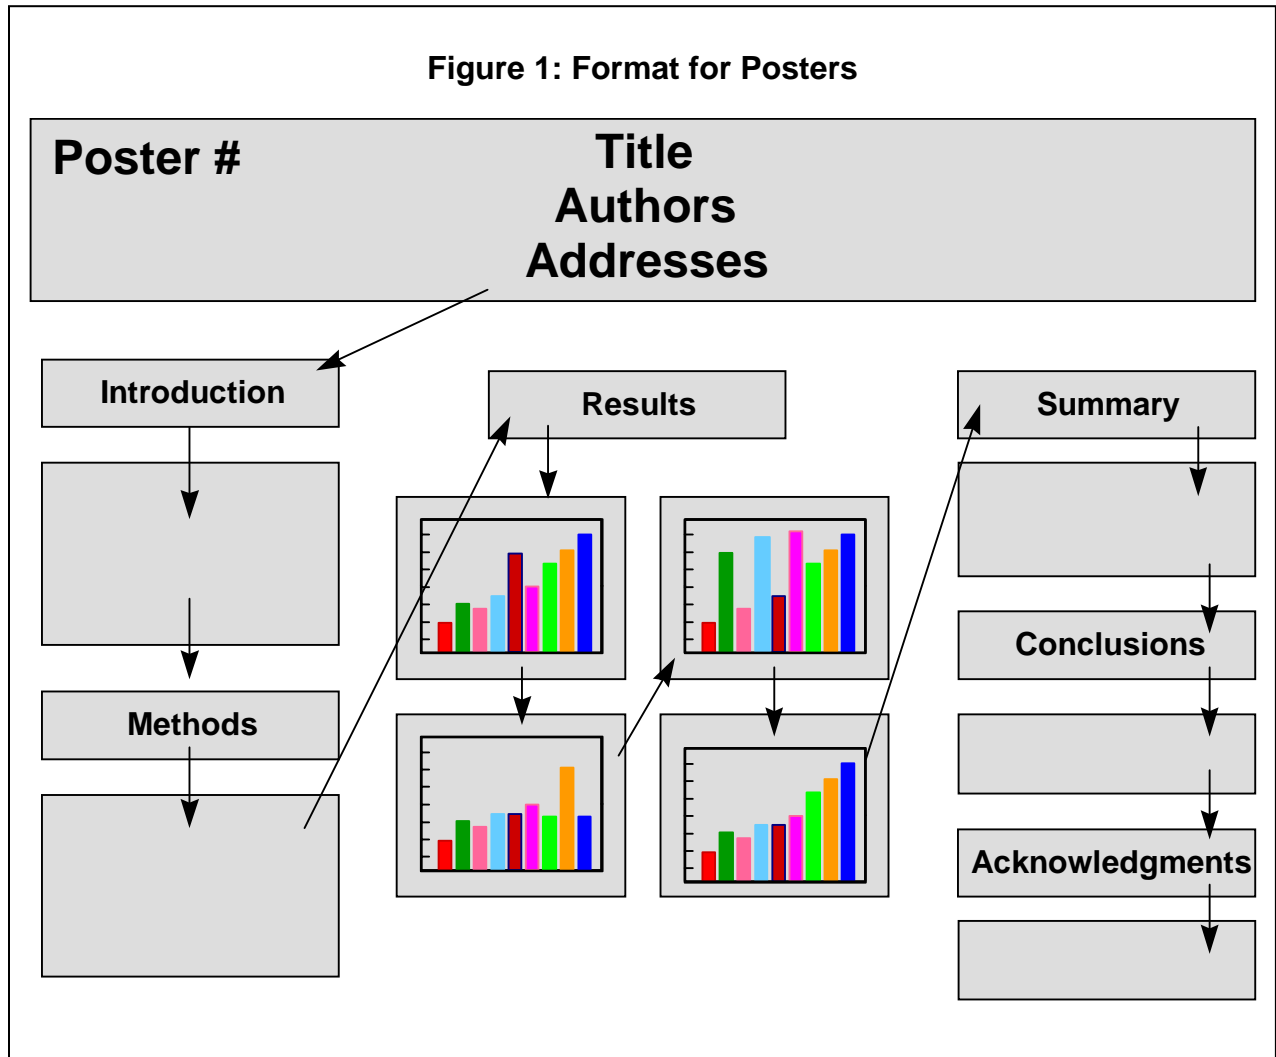 Figure 1: Format for Posters
Poster #
Title
Authors
Addresses
Introduction
Methods
Results
Summary
Conclusions
Acknowledgments